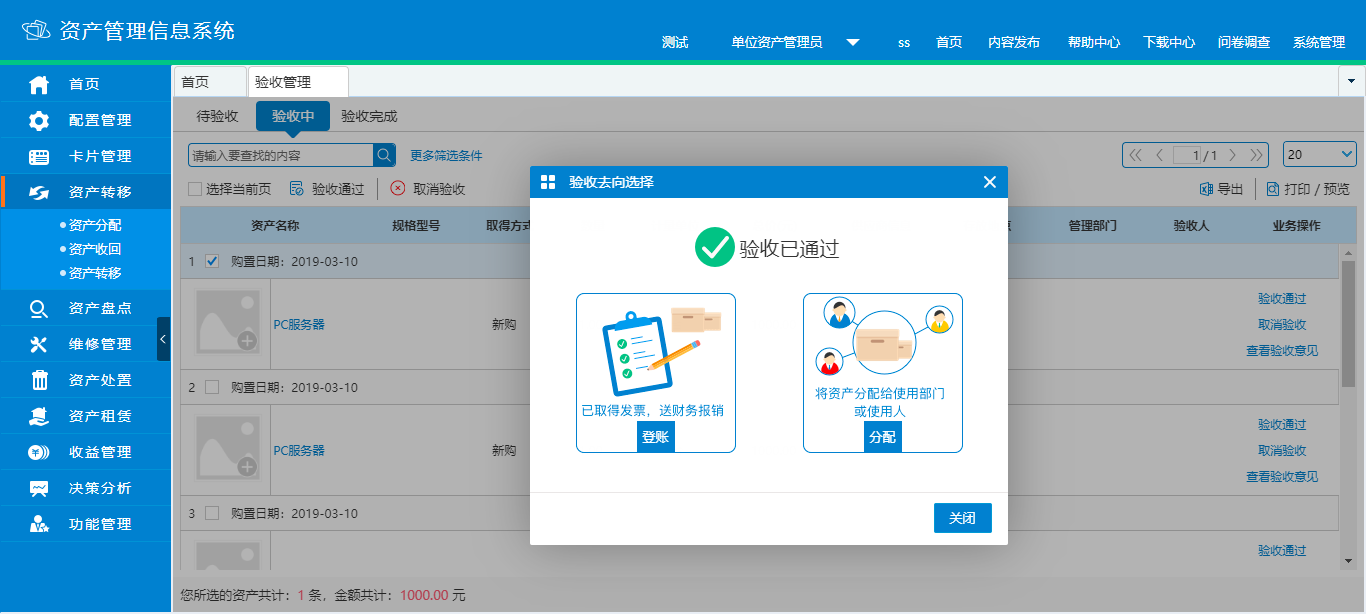 资产管理信息系统
测试 单位资产管理员 ss 首页 内容发布 帮助中心 下载中心 问卷调查 系统管理
首页
配置管理
卡片管理
资产转移
资产分配
资产收回
资产转移
资产盘点
维修管理
资产处置
资产租赁
收益管理
决策分析
功能管理
首页 验收管理
待验收 验收中 验收完成
请输入要查找的内容 更多筛选条件 1 / 1 20
选择当前页 验收通过 取消验收 导出 打印 / 预览
资产名称 规格型号 取得方式 管理部门 验收人 业务操作
1 购置日期：2019-03-10
PC服务器 新购 验收通过
取消验收
查看验收意见
2 购置日期：2019-03-10
PC服务器 新购 验收通过
取消验收
查看验收意见
3 购置日期：2019-03-10
验收通过
您所选的资产共计：1 条，金额共计：1000.00 元
验收去向选择
验收已通过
已取得发票，送财务报销
登账
将资产分配给使用部门
或使用人
分配
关闭